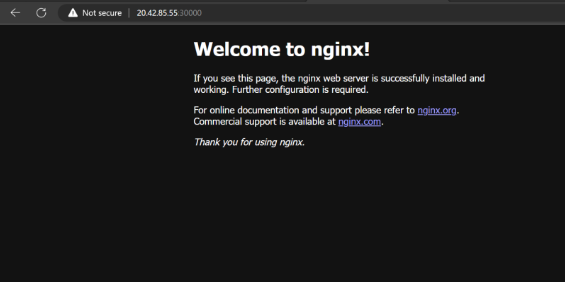 Not secure 20.42.85.55:30000
Welcome to nginx!
If you see this page, the nginx web server is successfully installed and
working. Further configuration is required.
For online documentation and support please refer to nginx.org.
Commercial support is available at nginx.com.
Thank you for using nginx.